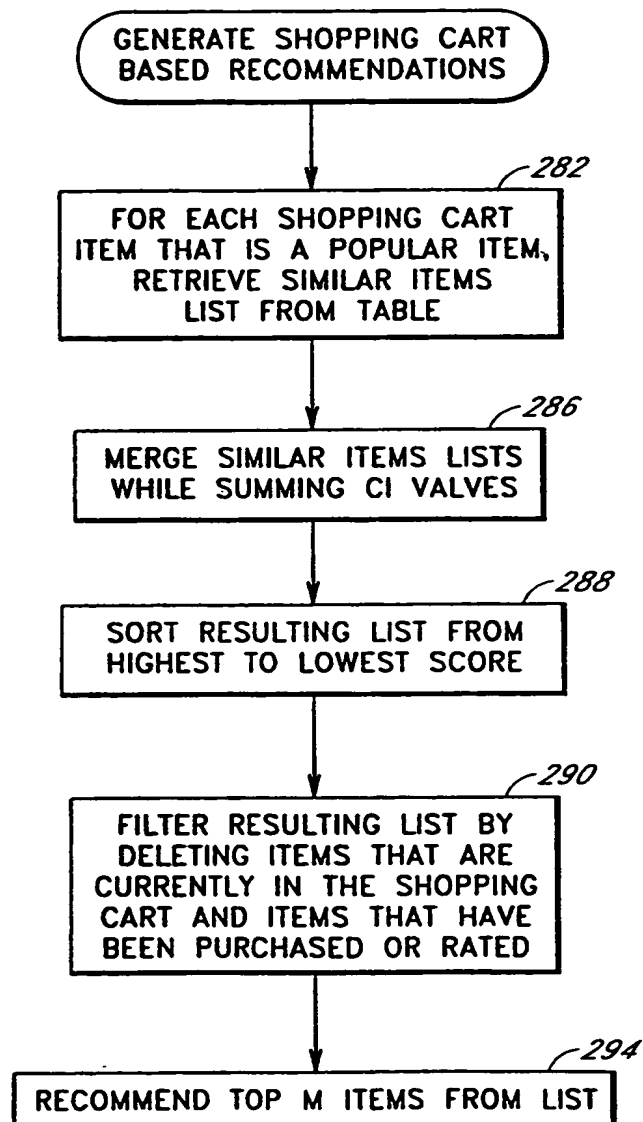 GENERATE SHOPPING CART
BASED RECOMMENDATIONS
282
FOR EACH SHOPPING CART
ITEM THAT IS A POPULAR ITEM,
RETRIEVE SIMILAR ITEMS
LIST FROM TABLE
286
MERGE SIMILAR ITEMS LISTS
WHILE SUMMING CI VALVES
288
SORT RESULTING LIST FROM
HIGHEST TO LOWEST SCORE
290
FILTER RESULTING LIST BY
DELETING ITEMS THAT ARE
CURRENTLY IN THE SHOPPING
CART AND ITEMS THAT HAVE
BEEN PURCHASED OR RATED
294
RECOMMEND TOP M ITEMS FROM LIST